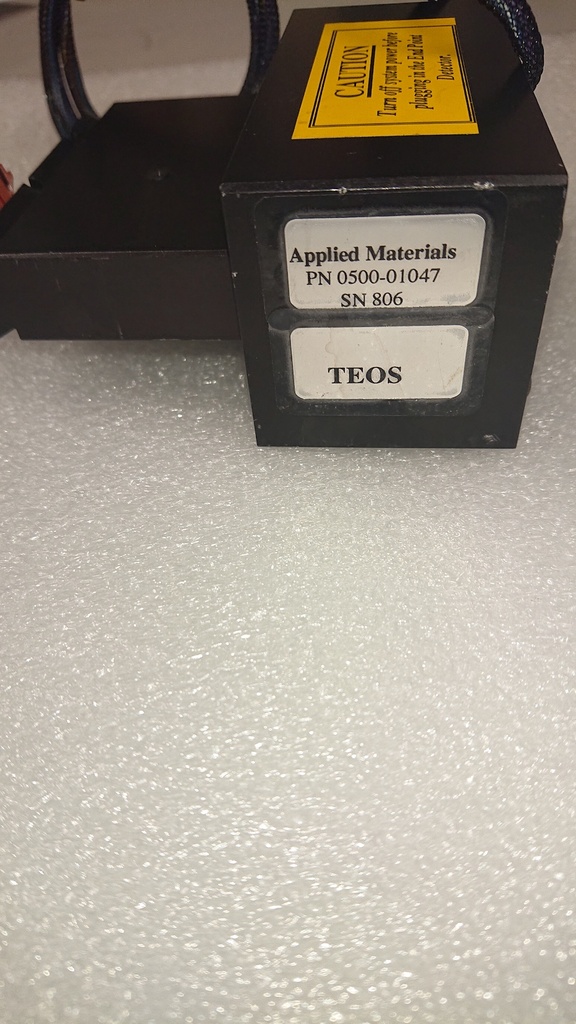 CAUTION
Turn off system power before
plugging in the End Point
Detector.
Applied Materials
PN 0500-01047
SN 806
TEOS